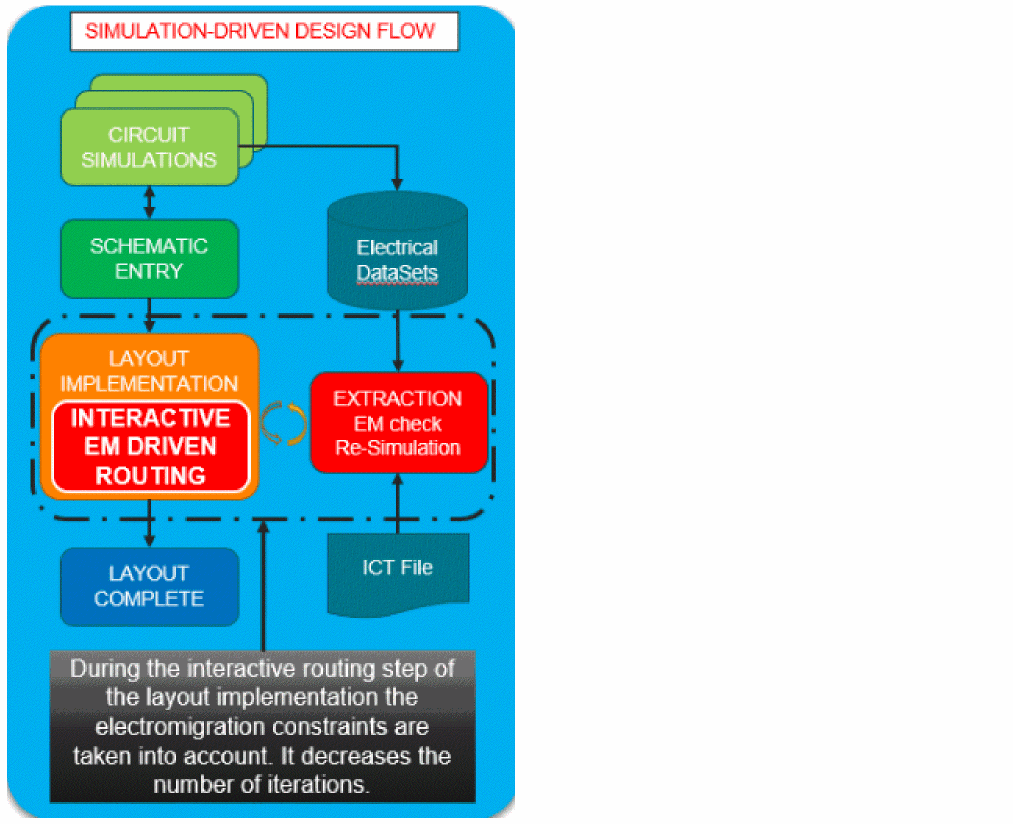 SIMULATION-DRIVEN DESIGN FLOW
CIRCUIT
SIMULATIONS
SCHEMATIC
ENTRY
Electrical
DataSets
LAYOUT
IMPLEMENTATION
INTERACTIVE
EM DRIVEN
ROUTING
EXTRACTION
EM check
Re-Simulation
LAYOUT
COMPLETE
ICT File
During the interactive routing step of
the layout implementation the
electromigration constraints are
taken into account. It decreases the
number of iterations.